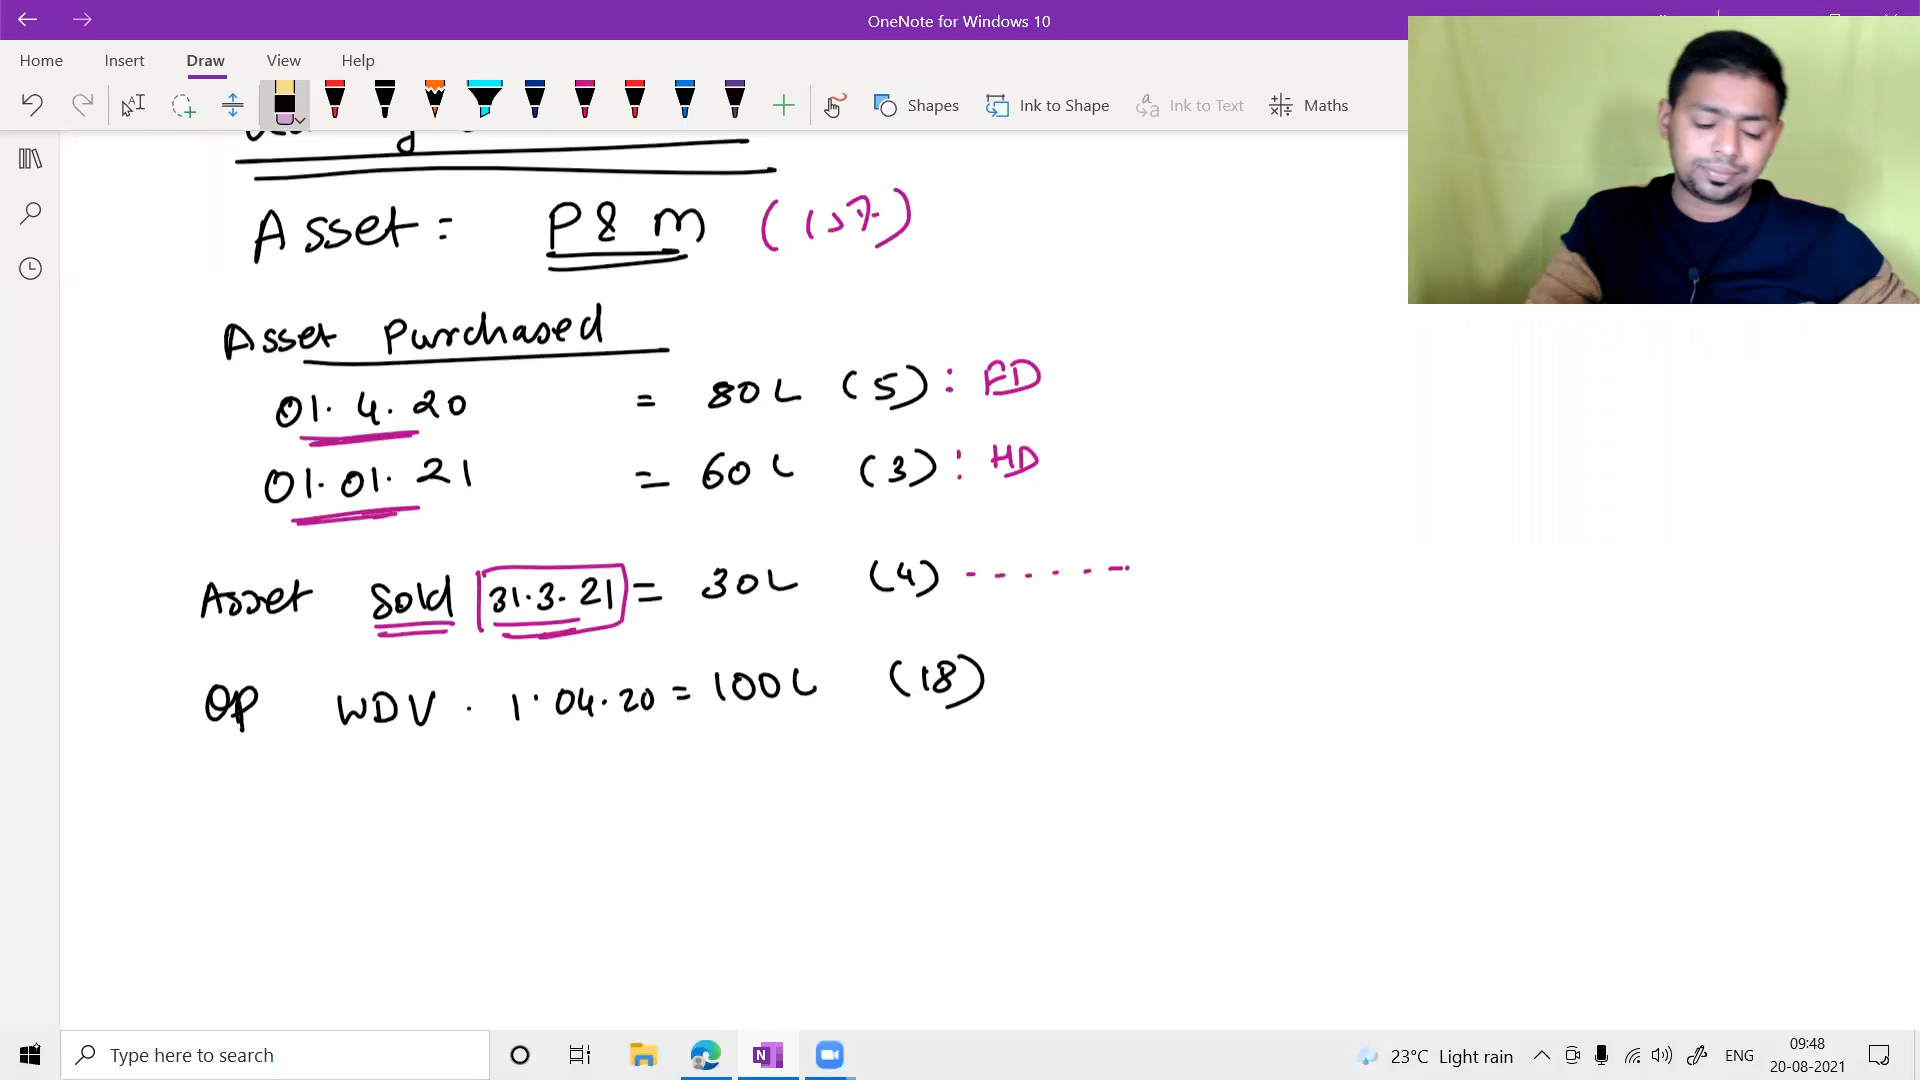 OneNote for Windows 10
Home Insert Draw View Help
Shapes Ink to Shape Ink to Text Maths
Asset : P & M (15%)
Asset Purchased
01.4.20 = 80L (5) : FD
01.01.21 = 60L (3) : HD
Asset Sold 31.3.21 = 30L (4) - - - - - -
OP WDV . 1.04.20 = 100L (18)
Type here to search
23°C Light rain
ENG
09:48
20-08-2021